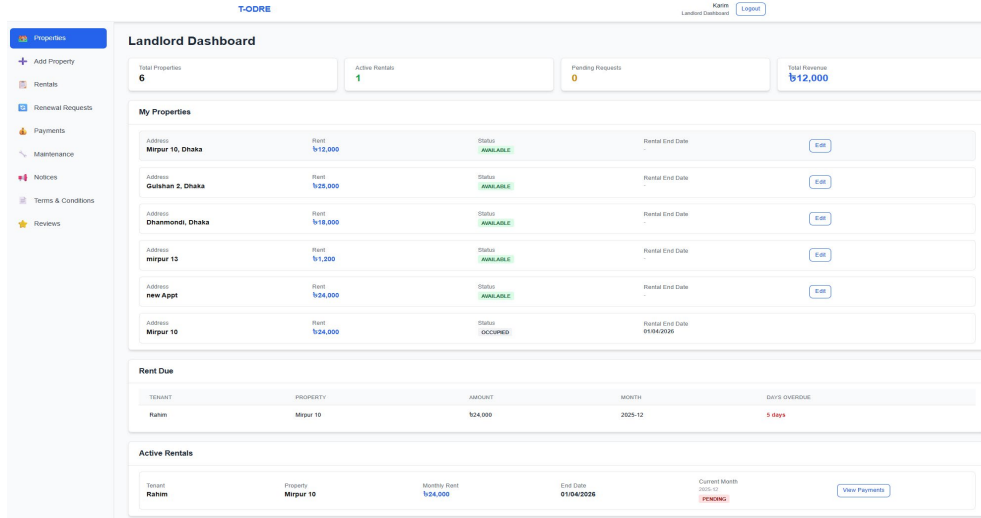 T-ODRE
Karim
Landlord Dashboard
Logout
Properties
Add Property
Rentals
Renewal Requests
Payments
Maintenance
Notices
Terms & Conditions
Reviews
Landlord Dashboard
Total Properties
6
Active Rentals
1
Pending Requests
0
Total Revenue
৳12,000
My Properties
Address Rent Status Rental End Date
Mirpur 10, Dhaka ৳12,000 AVAILABLE - Edit
Address Rent Status Rental End Date
Gulshan 2, Dhaka ৳25,000 AVAILABLE - Edit
Address Rent Status Rental End Date
Dhanmondi, Dhaka ৳18,000 AVAILABLE - Edit
Address Rent Status Rental End Date
mirpur 13 ৳1,200 AVAILABLE - Edit
Address Rent Status Rental End Date
new Appt ৳24,000 AVAILABLE - Edit
Address Rent Status Rental End Date
Mirpur 10 ৳24,000 OCCUPIED 01/04/2026
Rent Due
TENANT PROPERTY AMOUNT MONTH DAYS OVERDUE
Rahim Mirpur 10 ৳24,000 2025-12 5 days
Active Rentals
Tenant Property Monthly Rent End Date Current Month
Rahim Mirpur 10 ৳24,000 01/04/2026 2025-12 PENDING View Payments